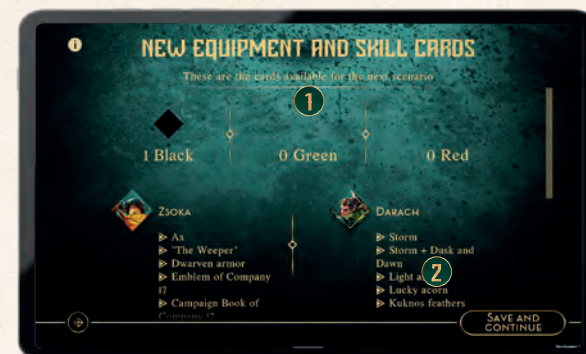 i
NEW EQUIPMENT AND SKILL CARDS
These are the cards available for the next scenario
1
1 Black
0 Green
0 Red
ZSOKA
Ax
"The Weeper"
Dwarven armor
Emblem of Company
17
Campaign Book of
Company 17
DARACH
Storm
Storm + Dusk and
Dawn
Light
2
Lucky acorn
Kuknos feathers
SAVE AND
CONTINUE